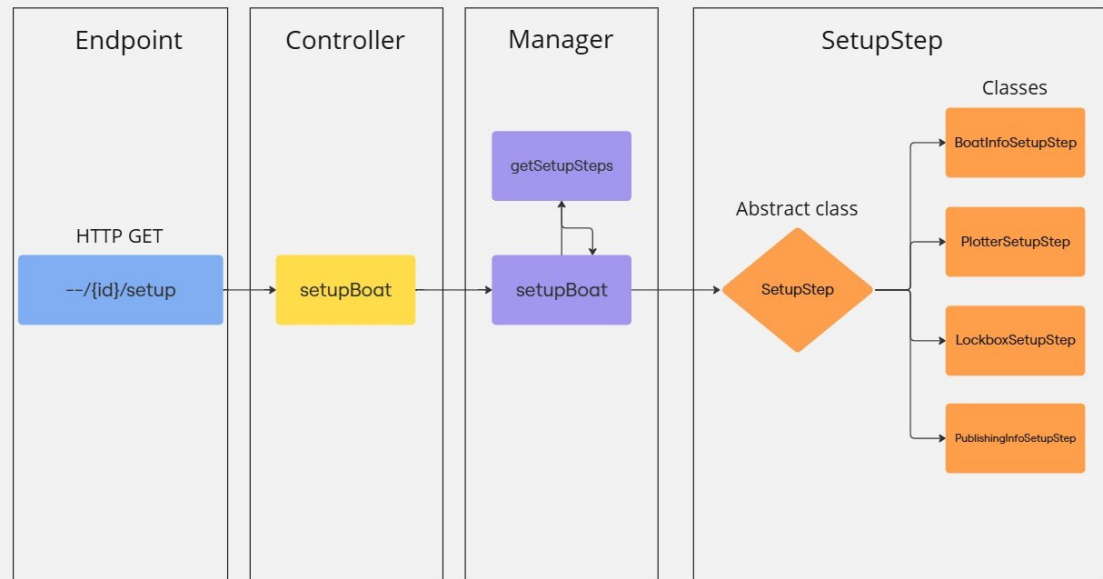 Endpoint
Controller
Manager
SetupStep
Classes
BoatInfoSetupStep
getSetupSteps
Abstract class
HTTP GET
PlotterSetupStep
--/{id}/setup
setupBoat
setupBoat
SetupStep
LockboxSetupStep
PublishingInfoSetupStep